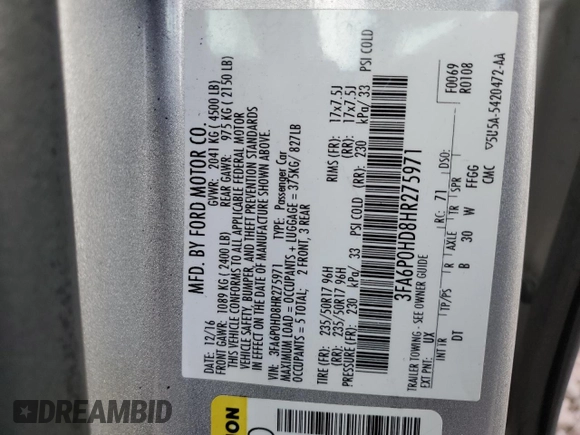 MFD. BY FORD MOTOR CO.
DATE: 12/16 GVWR: 2041 KG ( 4500 LB)
FRONT GAWR: 1089 KG ( 2400 LB) REAR GAWR: 975 KG ( 2150 LB)
THIS VEHICLE CONFORMS TO ALL APPLICABLE FEDERAL MOTOR
VEHICLE SAFETY, BUMPER, AND THEFT PREVENTION STANDARDS
IN EFFECT ON THE DATE OF MANUFACTURE SHOWN ABOVE.
VIN: 3FA6P0HD8HR275971 TYPE: Passenger Car
MAXIMUM LOAD = OCCUPANTS + LUGGAGE = 375KG/ 827LB
OCCUPANTS = 5 TOTAL: 2 FRONT, 3 REAR
TIRE (FR): 235/50R17 96H RIMS (FR): 17x7.5J
TIRE (RR): 235/50R17 96H (RR): 17x7.5J
PRESSURE (FR): 230 kPa/ 33 PSI COLD (RR): 230 kPa/ 33 PSI COLD
3FA6P0HD8HR275971
F0069
R0108
TRAILER TOWING - SEE OWNER GUIDE
EXT PNT: UX RC: 71 DSO:
INT TR TP/PS R AXLE TR SPR
DT B 30 W FFGG
CMC
5U5A-5420472-AA
DREAMBID